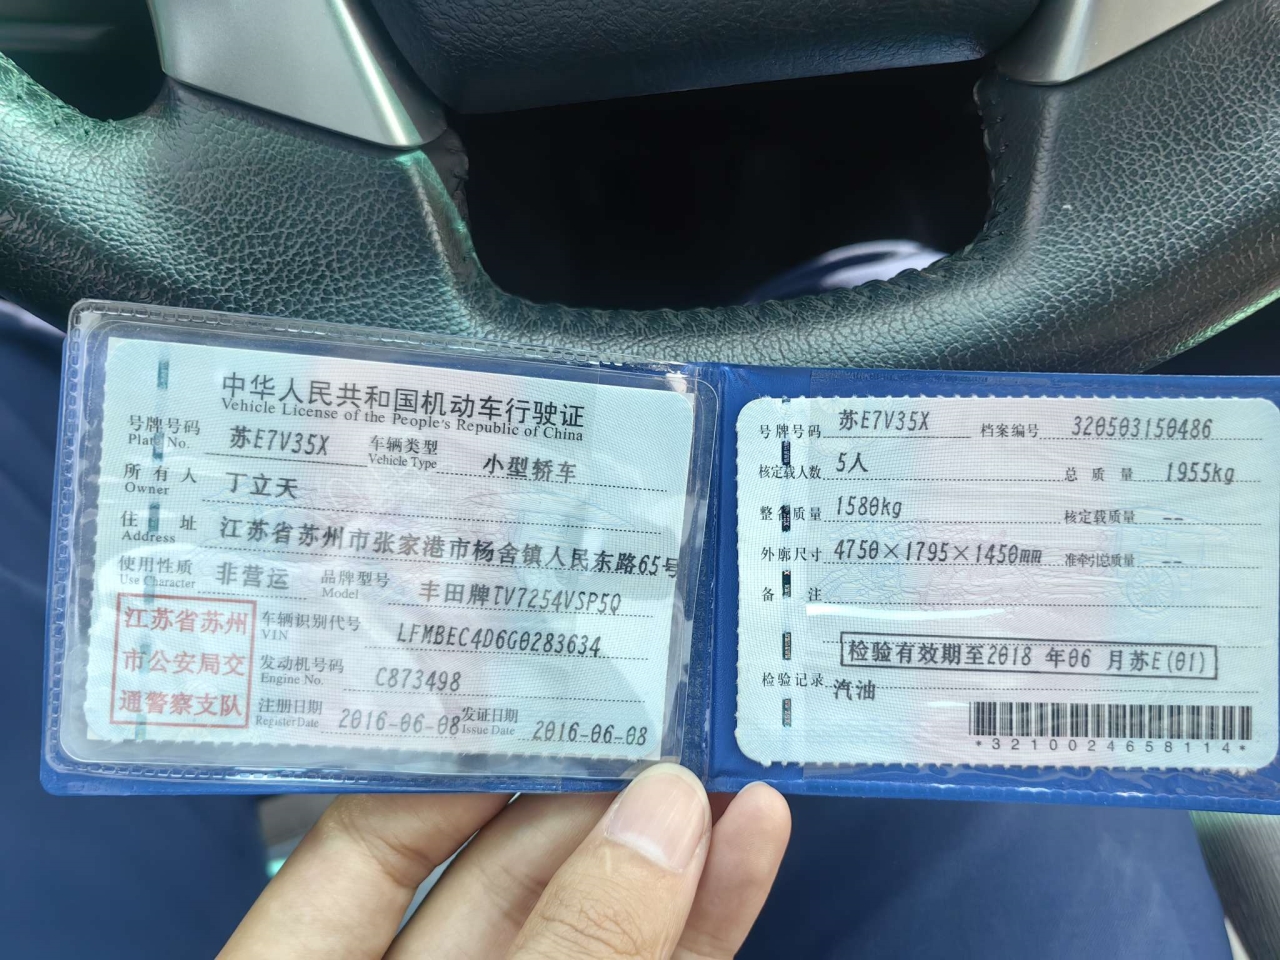 中华人民共和国机动车行驶证
Vehicle License of the People's Republic of China
号牌号码 苏E7V35X 车辆类型 小型轿车
Plate No. Vehicle Type
所有人 丁立天
Owner
住址 江苏省苏州市张家港市杨舍镇人民东路65号
Address
使用性质 非营运 品牌型号 丰田牌TV7254VSP5Q
Use Character Model
江苏省苏州
市公安局交
通警察支队
车辆识别代号 LFMBEC4D6G0283634
VIN
发动机号码 C873498
Engine No.
注册日期 2016-06-08 发证日期 2016-06-08
Register Date Issue Date
号牌号码 苏E7V35X 档案编号 320503150486
核定载人数 5人 总质量 1955kg
整备质量 1580kg 核定载质量 --
外廓尺寸 4750×1795×1450mm 准牵引总质量 --
备注
检验有效期至2018 年06 月苏E(01)
检验记录
汽油
*3210024658114*